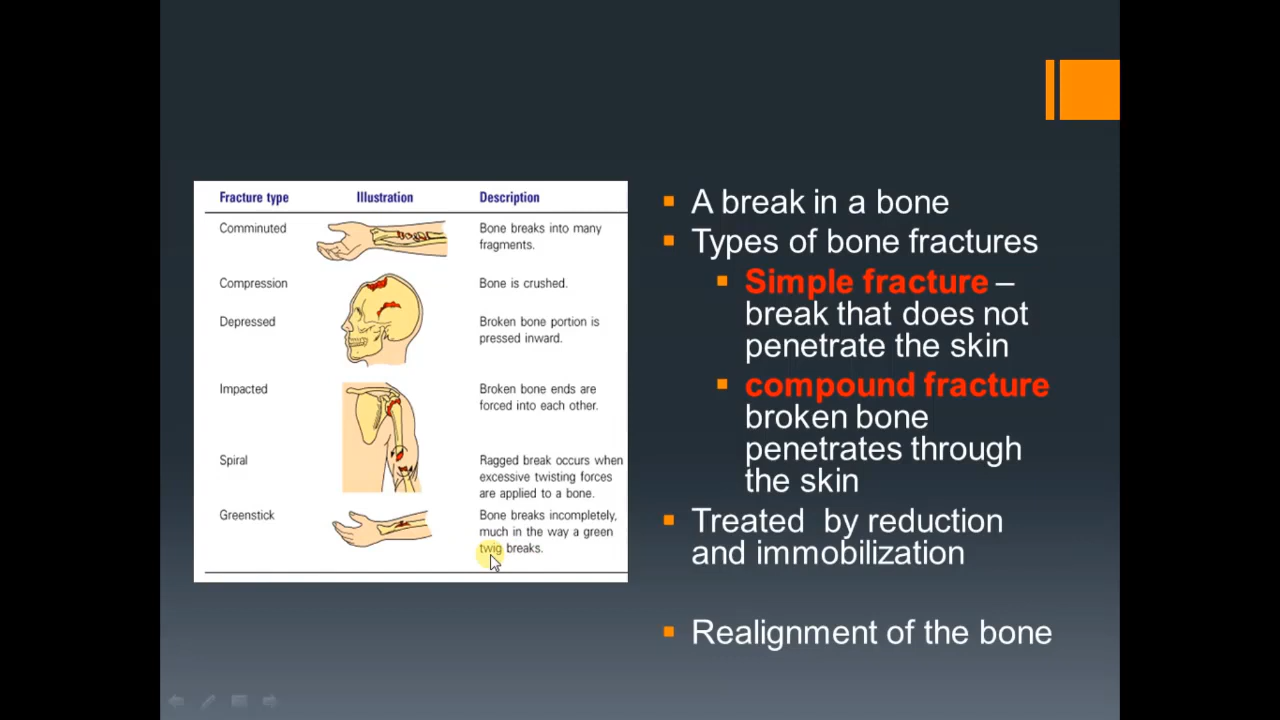 Fracture type Illustration Description
Comminuted Bone breaks into many
fragments.
Compression Bone is crushed.
Depressed Broken bone portion is
pressed inward.
Impacted Broken bone ends are
forced into each other.
Spiral Ragged break occurs when
excessive twisting forces
are applied to a bone.
Greenstick Bone breaks incompletely,
much in the way a green
twig breaks.
A break in a bone
Types of bone fractures
Simple fracture –
break that does not
penetrate the skin
compound fracture
broken bone
penetrates through
the skin
Treated by reduction
and immobilization
Realignment of the bone